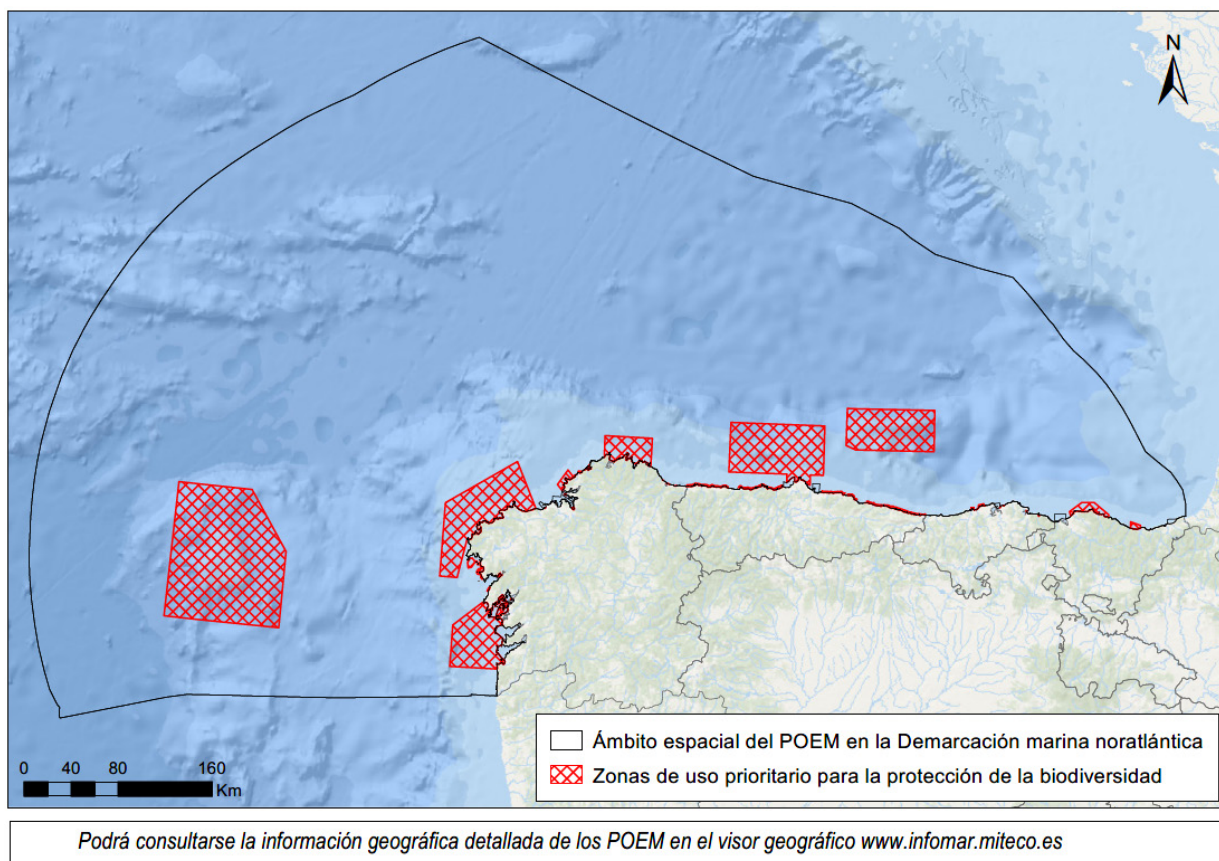 N
Ámbito espacial del POEM en la Demarcación marina noratlántica
Zonas de uso prioritario para la protección de la biodiversidad
0 40 80 160
Km
Podrá consultarse la información geográfica detallada de los POEM en el visor geográfico www.infomar.miteco.es